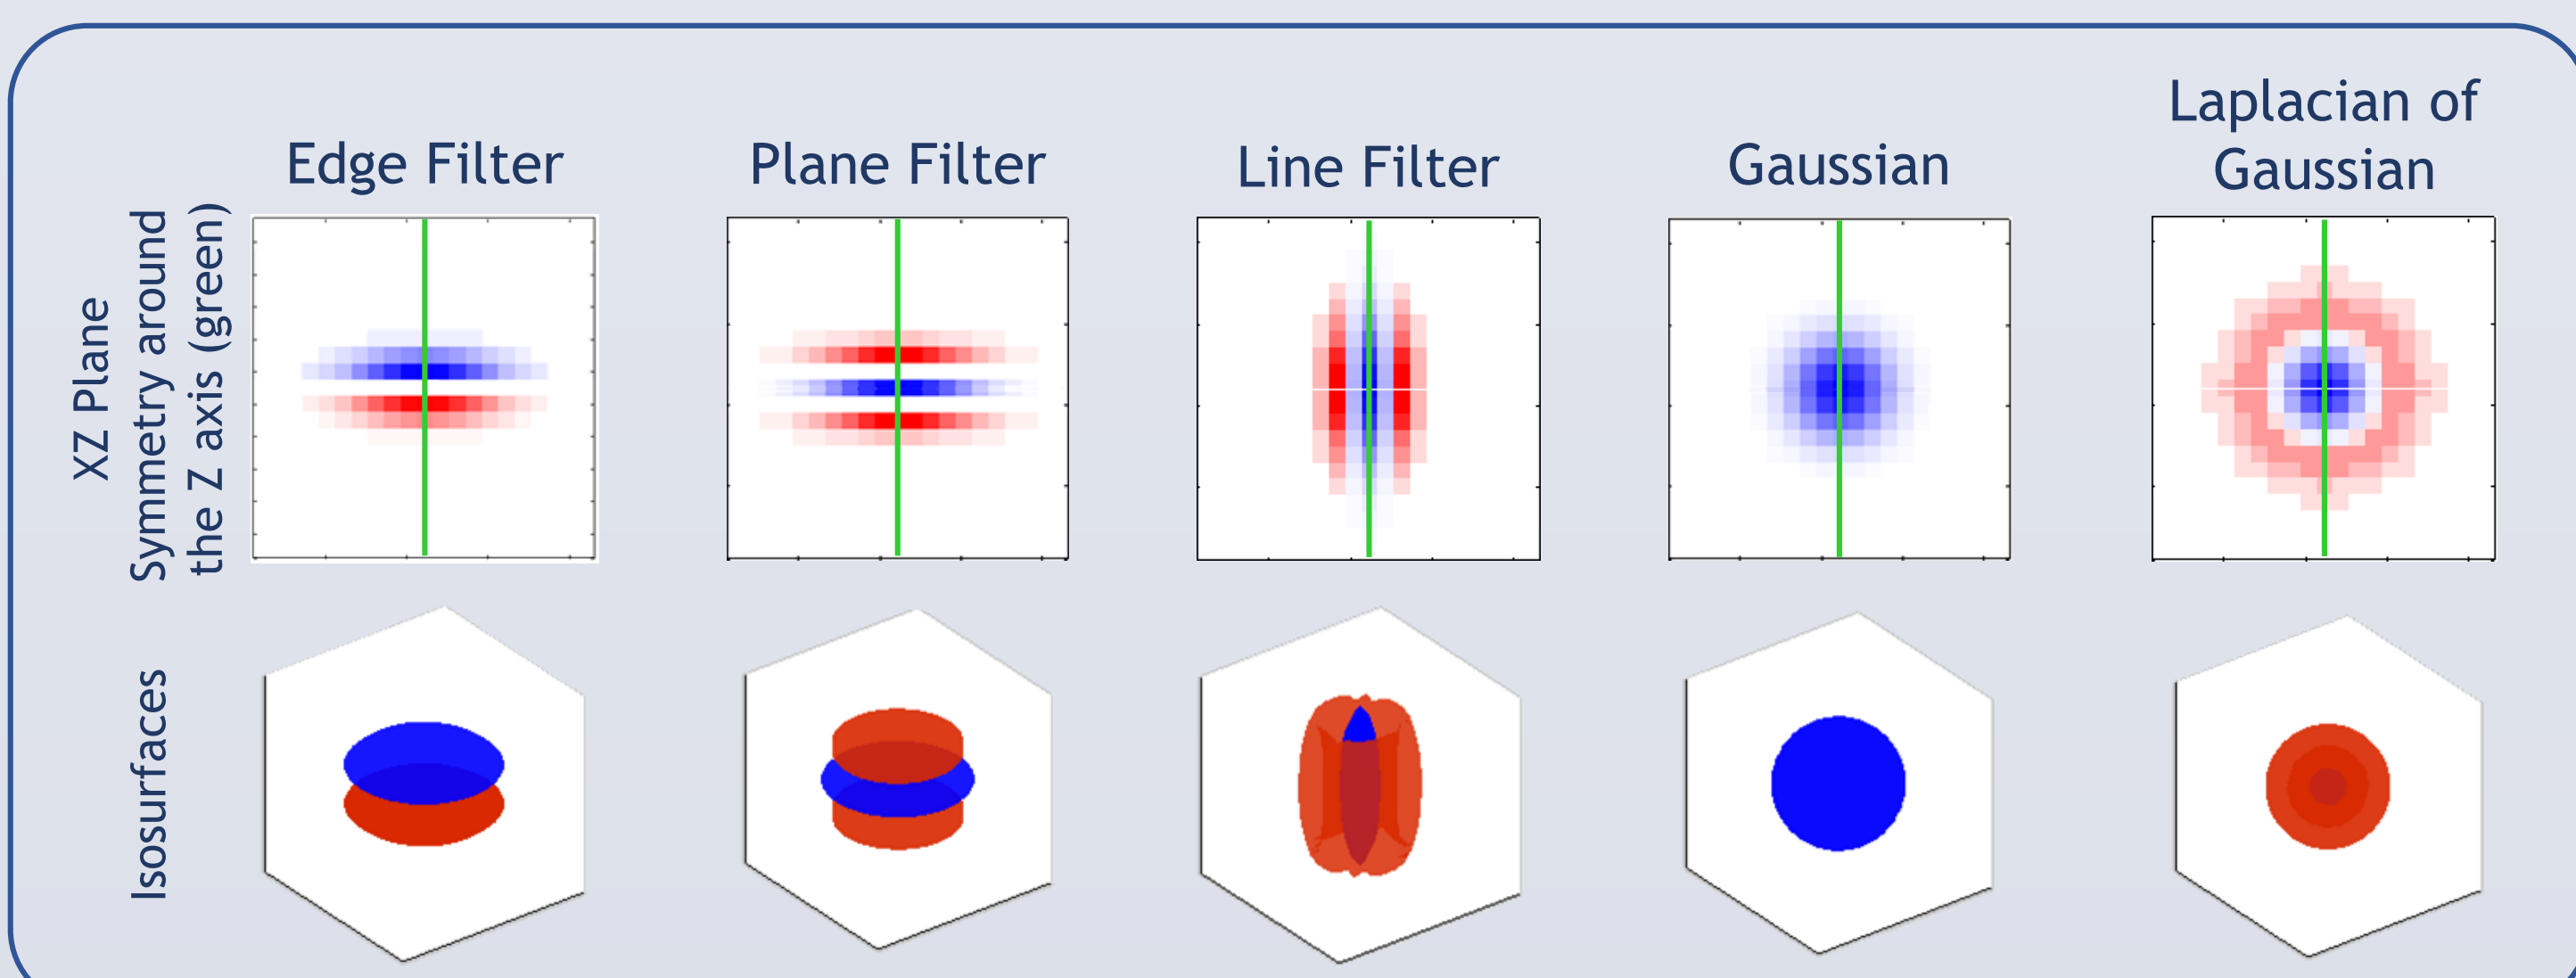 Edge Filter
Plane Filter
Line Filter
Gaussian
Laplacian of
Gaussian
XZ Plane
Symmetry around
the Z axis (green)
Isosurfaces